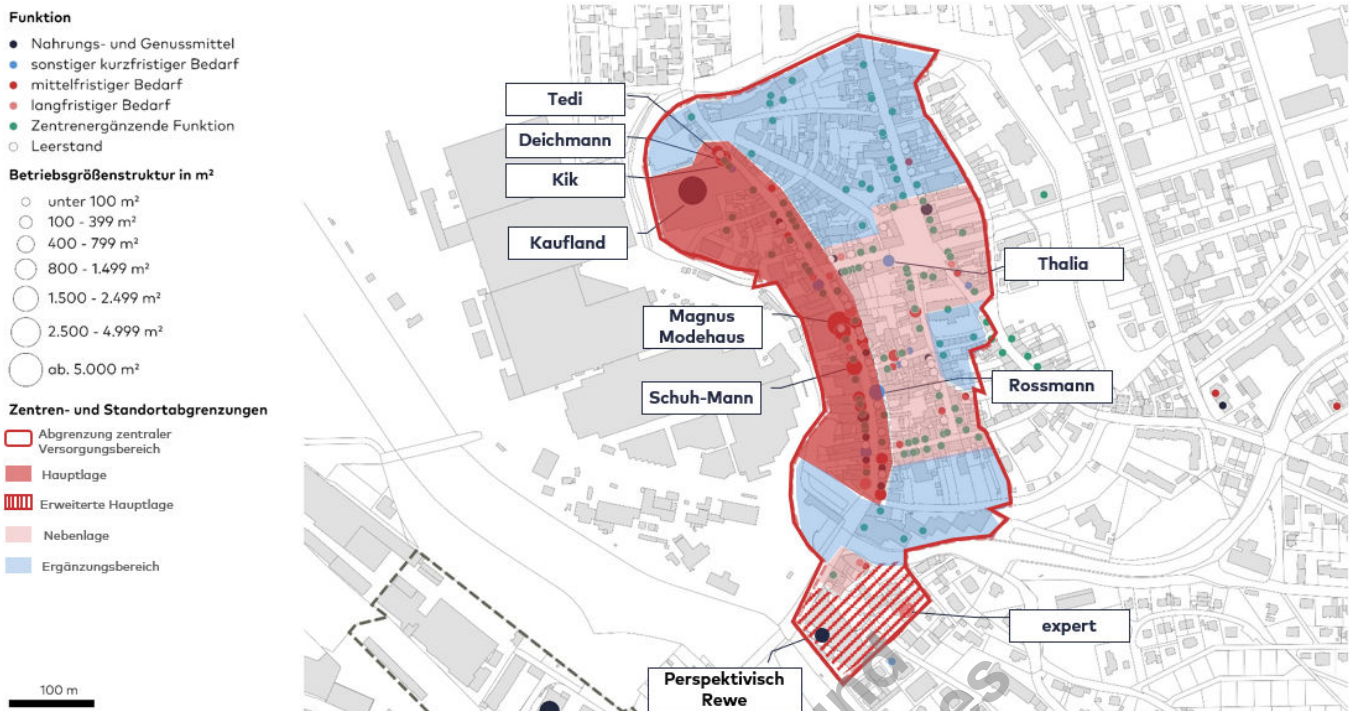 Funktion
Nahrungs- und Genussmittel
sonstiger kurzfristiger Bedarf
mittelfristiger Bedarf
langfristiger Bedarf
Zentrenergänzende Funktion
Leerstand
Betriebsgrößenstruktur in m²
unter 100 m²
100 - 399 m²
400 - 799 m²
800 - 1.499 m²
1.500 - 2.499 m²
2.500 - 4.999 m²
ab. 5.000 m²
Zentren- und Standortabgrenzungen
Abgrenzung zentraler
Versorgungsbereich
Hauptlage
Erweiterte Hauptlage
Nebenlage
Ergänzungsbereich
100 m
Tedi
Deichmann
Kik
Kaufland
Thalia
Magnus
Modehaus
Schuh-Mann
Rossmann
expert
Perspektivisch
Rewe